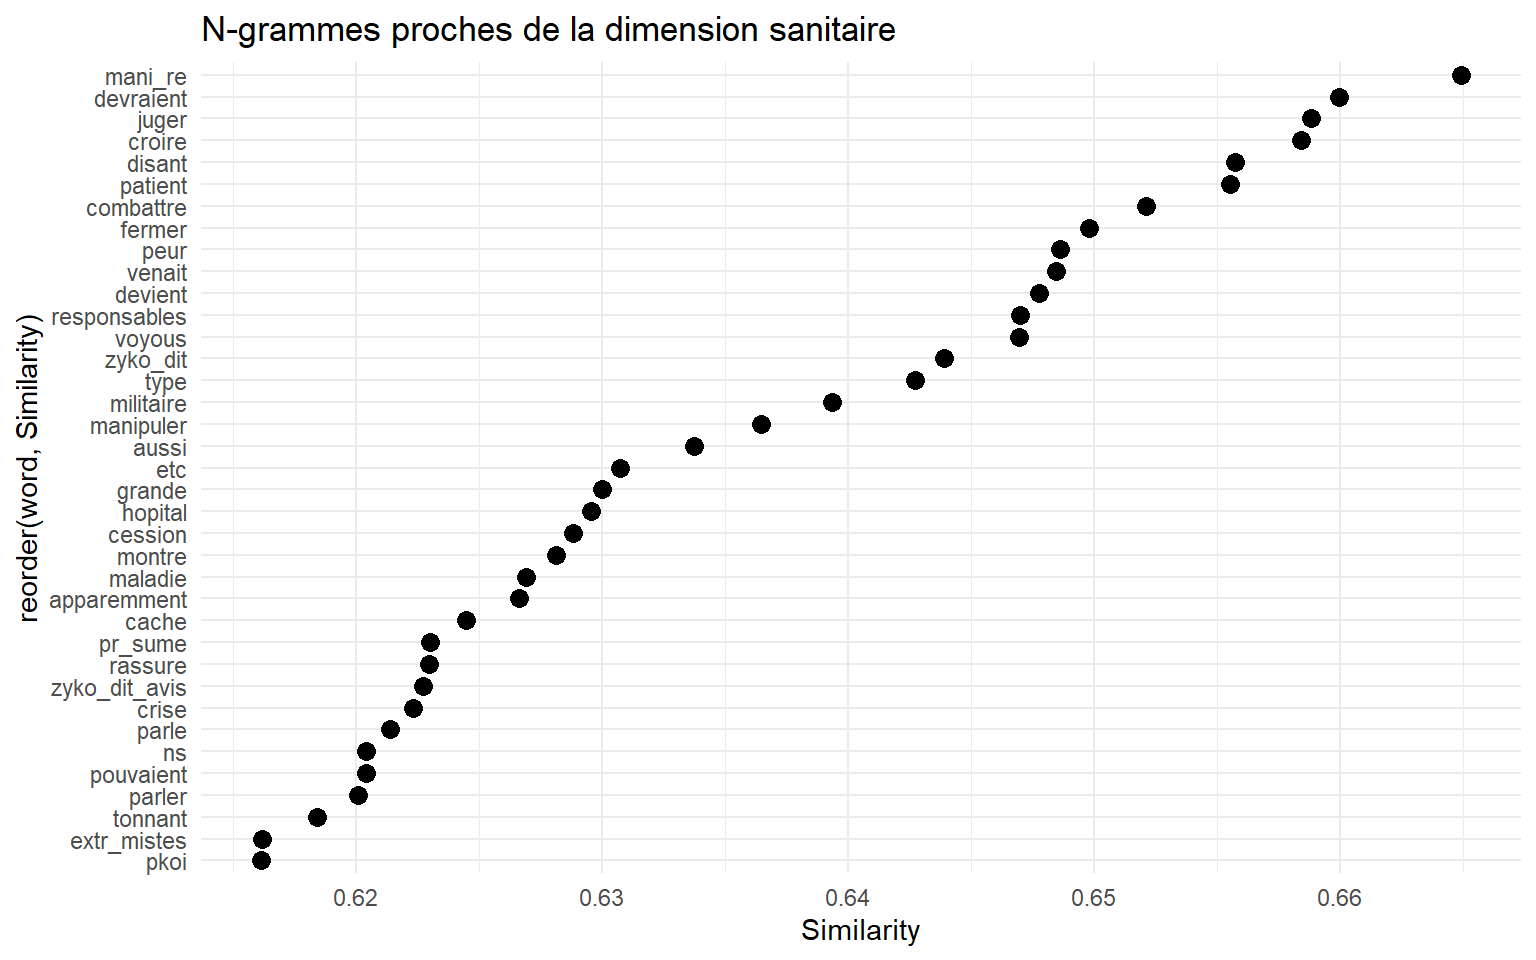 N-grammes proches de la dimension sanitaire
mani_re
devraient
juger
croire
disant
patient
combattre
fermer
peur
venait
devient
responsables
voyous
zyko_dit
type
militaire
manipuler
aussi
etc
grande
hopital
cession
montre
maladie
apparemment
cache
pr_sume
rassure
zyko_dit_avis
crise
parle
ns
pouvaient
parler
tonnant
extr_mistes
pkoi
reorder(word, Similarity)
0.62 0.63 0.64 0.65 0.66
Similarity